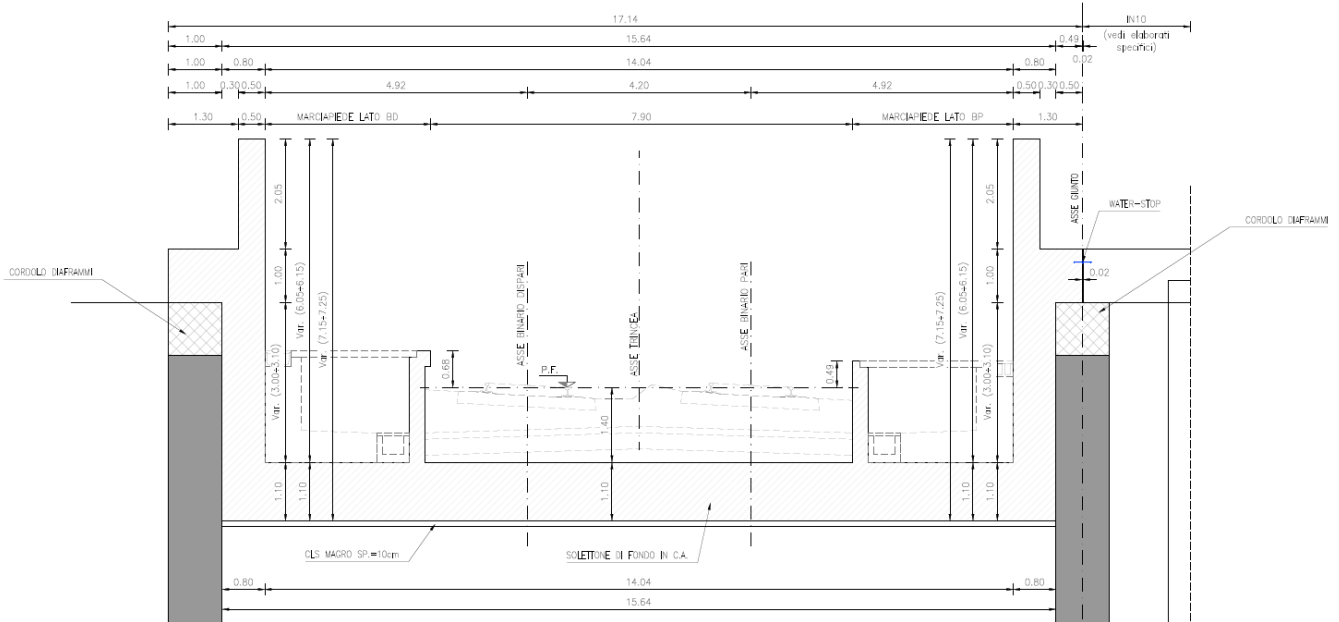 17.14
IN10
(vedi elaborati
specifici)
1.00
15.64
0.49
0.02
1.00
0.80
14.04
0.80
1.00
0.30
0.50
4.92
4.20
4.92
0.50
0.30
0.50
1.30
0.50
MARCIAPIEDE LATO BD
7.90
MARCIAPIEDE LATO BP
1.30
2.05
2.05
ASSE GIUNTO
WATER-STOP
CORDOLO DIAFRAMMI
CORDOLO DIAFRAMMI
1.00
Var. (6.05÷6.15)
Var. (7.15÷7.25)
Var. (3.00÷3.10)
ASSE BINARIO DISPARI
ASSE TRINCEA
ASSE BINARIO PARI
Var. (7.15÷7.25)
Var. (6.05÷6.15)
1.00
Var. (3.00÷3.10)
0.02
0.68
P.F.
0.49
1.40
1.10
1.10
1.10
1.10
1.10
CLS MAGRO SP.=10cm
SOLETTONE DI FONDO IN C.A.
0.80
14.04
0.80
15.64